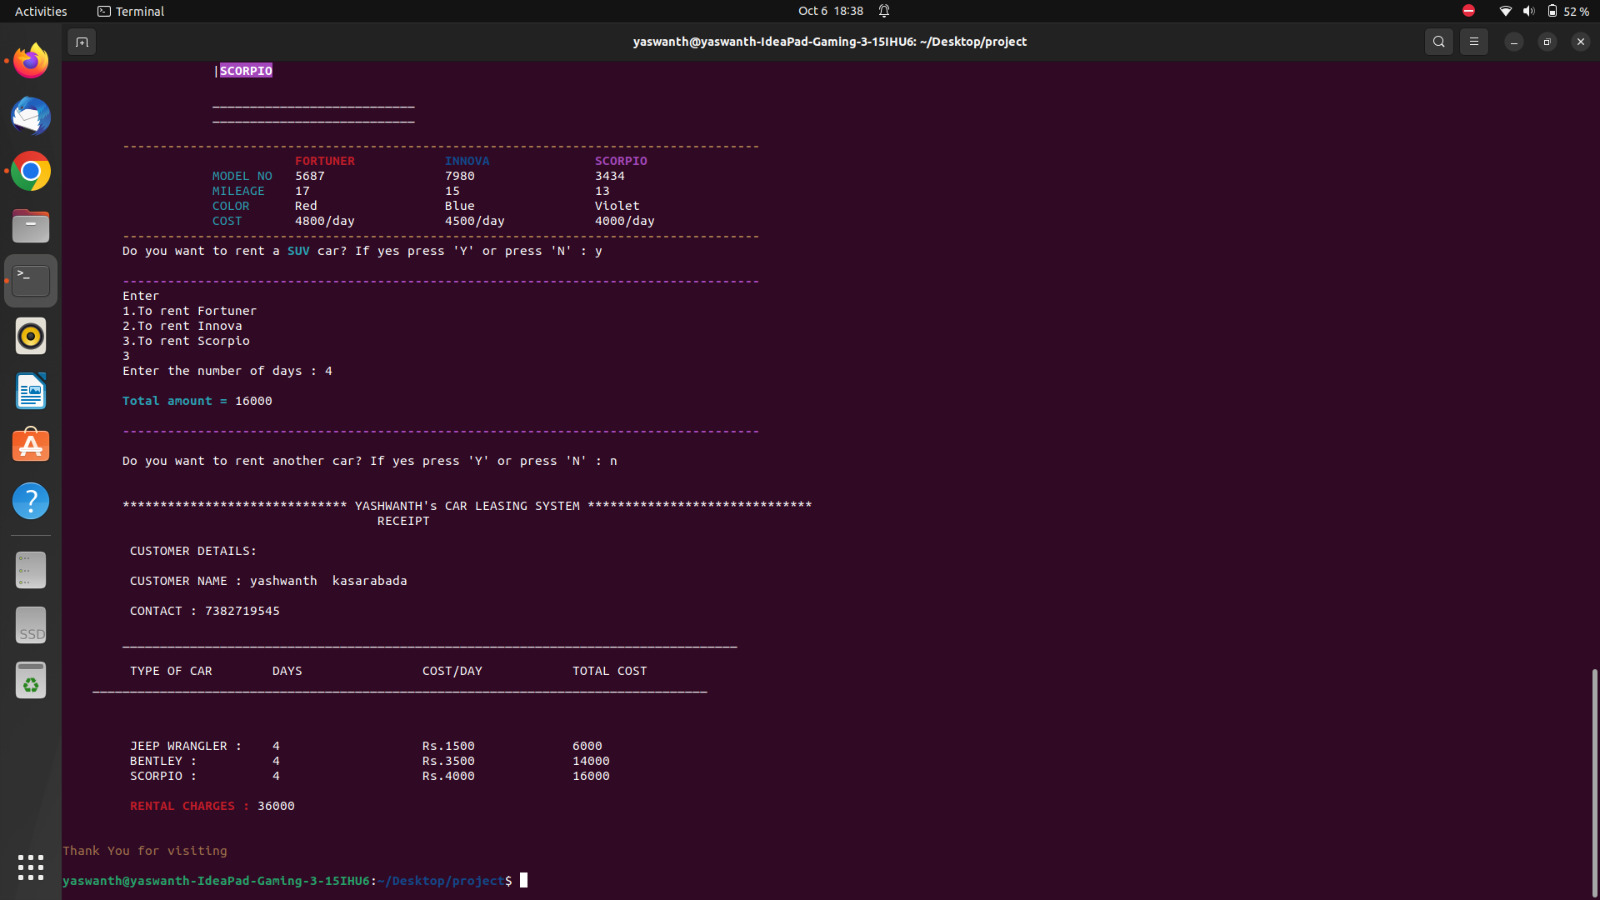 Activities Terminal Oct 6 18:38 52 %
yaswanth@yaswanth-IdeaPad-Gaming-3-15IHU6: ~/Desktop/project
|SCORPIO
FORTUNER INNOVA SCORPIO
MODEL NO 5687 7980 3434
MILEAGE 17 15 13
COLOR Red Blue Violet
COST 4800/day 4500/day 4000/day
Do you want to rent a SUV car? If yes press 'Y' or press 'N' : y
Enter
1.To rent Fortuner
2.To rent Innova
3.To rent Scorpio
3
Enter the number of days : 4
Total amount = 16000
Do you want to rent another car? If yes press 'Y' or press 'N' : n
****************************** YASHWANTH's CAR LEASING SYSTEM ******************************
RECEIPT
CUSTOMER DETAILS:
CUSTOMER NAME : yashwanth  kasarabada
CONTACT : 7382719545
TYPE OF CAR DAYS COST/DAY TOTAL COST
JEEP WRANGLER : 4 Rs.1500 6000
BENTLEY : 4 Rs.3500 14000
SCORPIO : 4 Rs.4000 16000
RENTAL CHARGES : 36000
Thank You for visiting
yaswanth@yaswanth-IdeaPad-Gaming-3-15IHU6:~/Desktop/project$
SSD